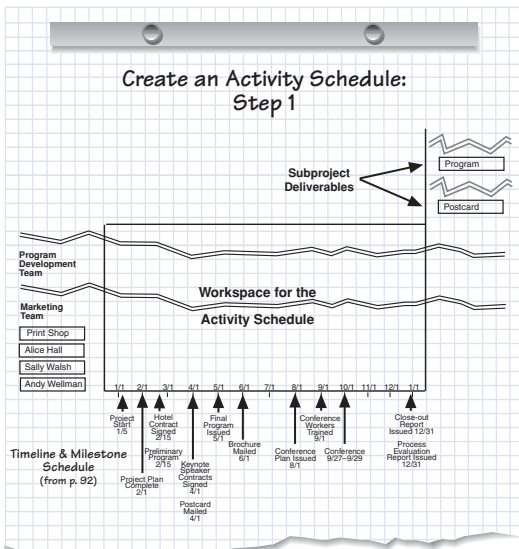 Create an Activity Schedule:
Step 1
Subproject
Deliverables
Program
Postcard
Program
Development
Team
Marketing
Team
Print Shop
Alice Hall
Sally Walsh
Andy Wellman
Workspace for the
Activity Schedule
1/1 2/1 3/1 4/1 5/1 6/1 7/1 8/1 9/1 10/1 11/1 12/1 1/1
Project
Start
1/5
Project Plan
Complete
2/1
Hotel
Contract
Signed
2/15
Preliminary
Program
2/15
Keynote
Speaker
Contracts
Signed
4/1
Postcard
Mailed
4/1
Final
Program
Issued
5/1
Brochure
Mailed
6/1
Conference
Plan Issued
8/1
Conference
Workers
Trained
9/1
Conference
9/27–9/29
Close-out
Report
Issued 12/31
Process
Evaluation
Report Issued
12/31
Timeline & Milestone
Schedule
(from p. 92)